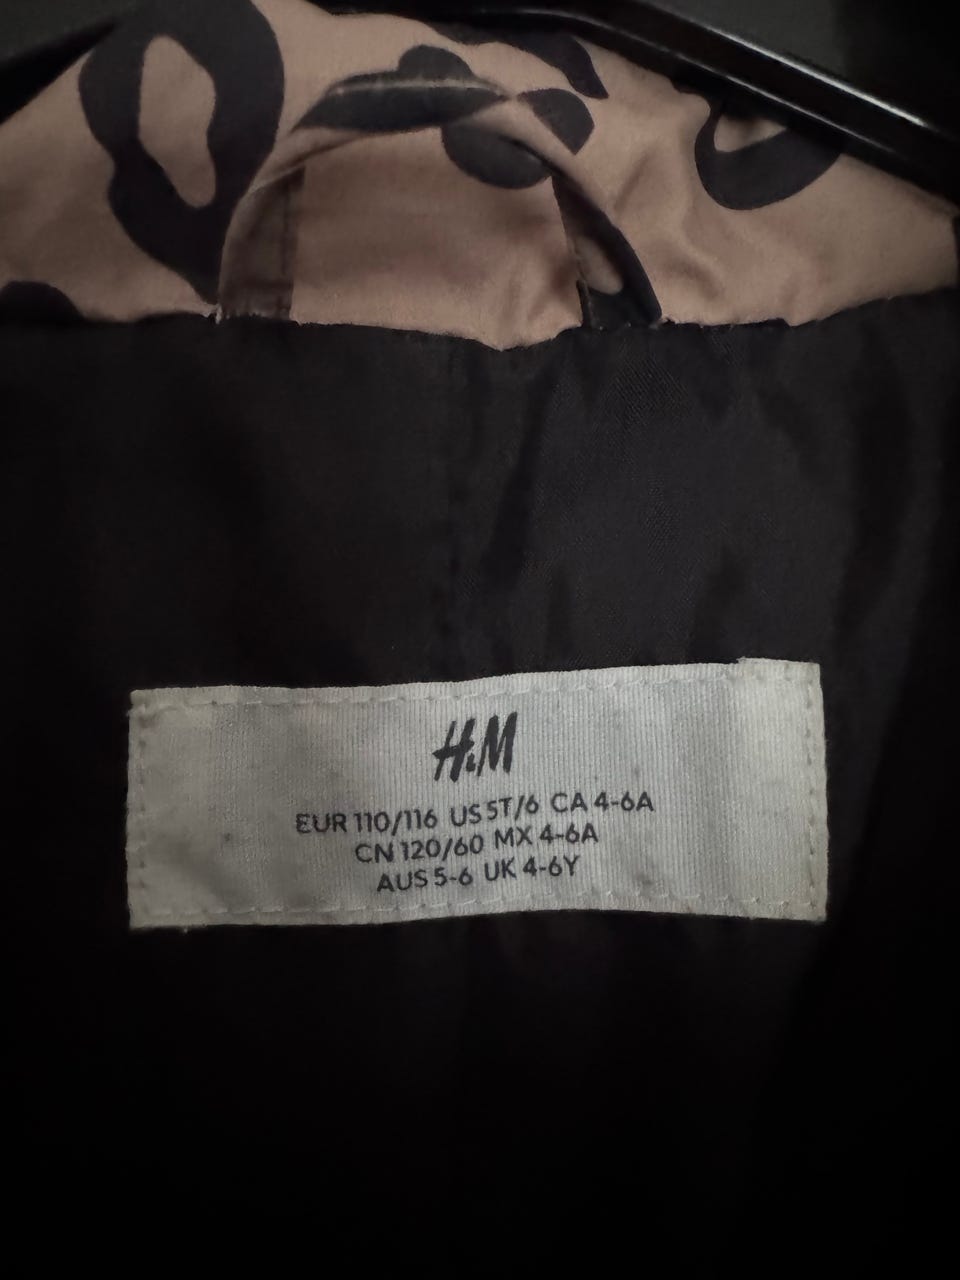 H&M
EUR 110/116 US 5T/6 CA 4-6A
CN 120/60 MX 4-6A
AUS 5-6 UK 4-6Y